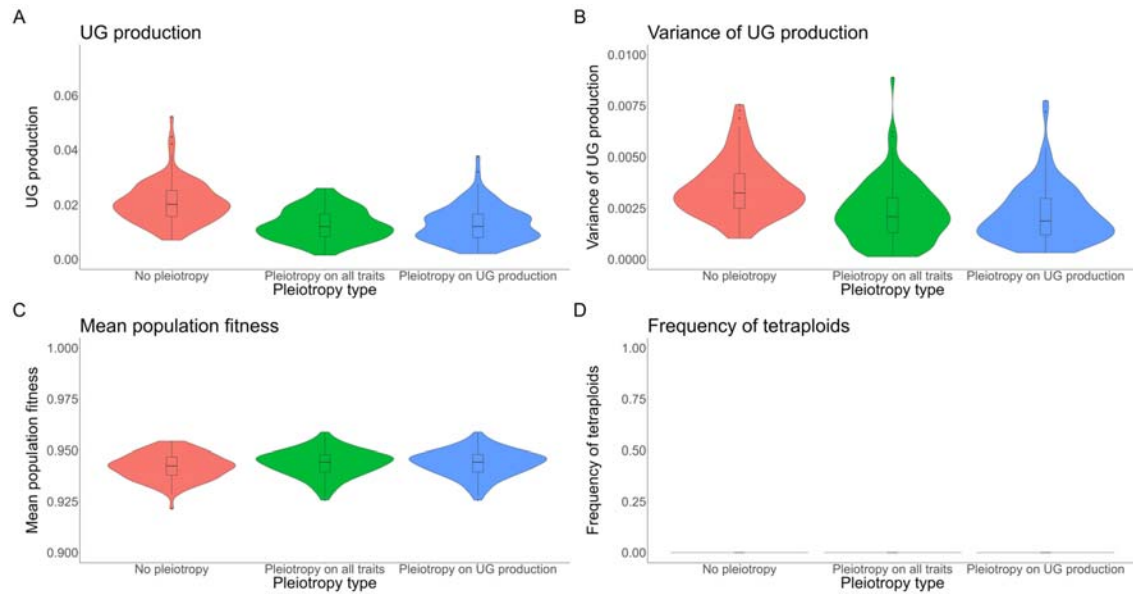 A
UG production
UG production
0.06
0.04
0.02
0.00
No pleiotropy
Pleiotropy on all traits
Pleiotropy on UG production
Pleiotropy type
B
Variance of UG production
Variance of UG production
0.0100
0.0075
0.0050
0.0025
0.0000
No pleiotropy
Pleiotropy on all traits
Pleiotropy on UG production
Pleiotropy type
C
Mean population fitness
Mean population fitness
1.000
0.975
0.950
0.925
0.900
No pleiotropy
Pleiotropy on all traits
Pleiotropy on UG production
Pleiotropy type
D
Frequency of tetraploids
Frequency of tetraploids
1.00
0.75
0.50
0.25
0.00
No pleiotropy
Pleiotropy on all traits
Pleiotropy on UG production
Pleiotropy type